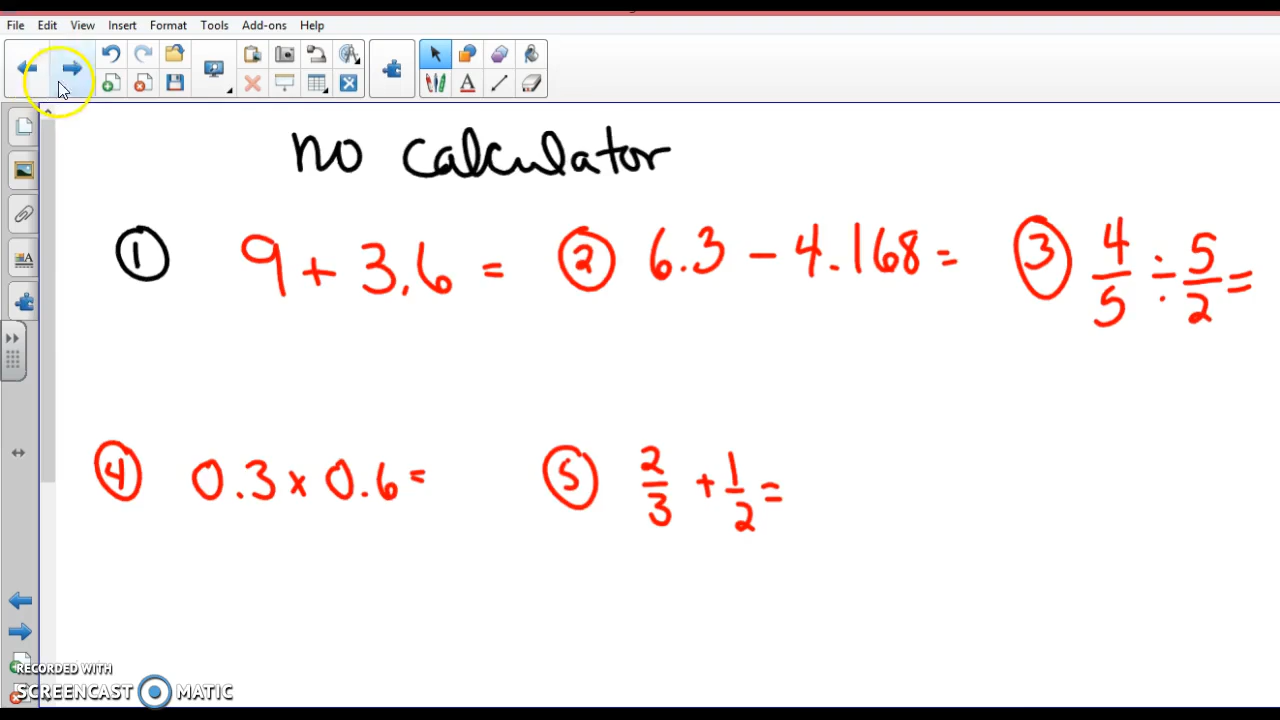 File Edit View Insert Format Tools Add-ons Help
no calculator
① 9 + 3.6 = ② 6.3 - 4.168 = ③ 4/5 ÷ 5/2 =
④ 0.3 x 0.6 = ⑤ 2/3 + 1/2 =
RECORDED WITH
SCREENCAST MATIC